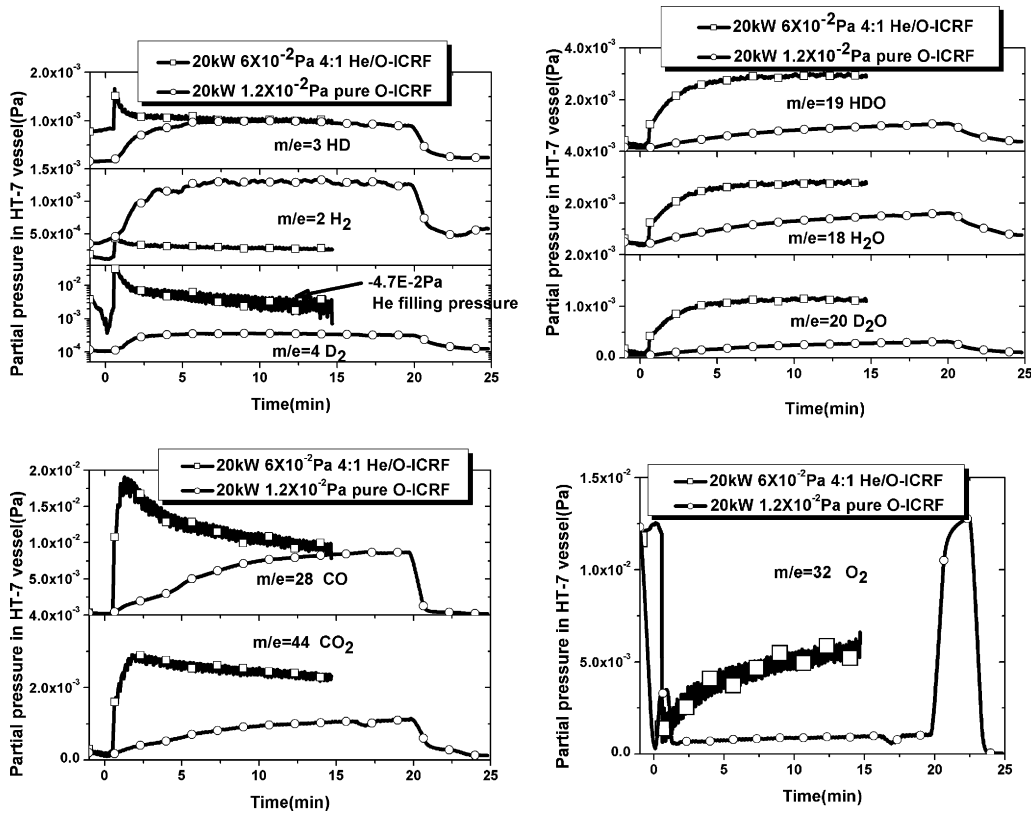 20kW 6X10⁻²Pa 4:1 He/O-ICRF
20kW 1.2X10⁻²Pa pure O-ICRF
Partial pressure in HT-7 vessel(Pa)
2.0x10⁻³
1.0x10⁻³
10⁻³
1.5x10⁻³
5.0x10⁻⁴
10⁻²
10⁻³
10⁻⁴
m/e=3 HD
m/e=2 H₂
-4.7E-2Pa
He filling pressure
m/e=4 D₂
0 5 10 15 20 25
Time(min)
20kW 6X10⁻²Pa 4:1 He/O-ICRF
20kW 1.2X10⁻²Pa pure O-ICRF
Partial pressure in HT-7 vessel(Pa)
4.0x10⁻³
2.0x10⁻³
4.0x10⁻³
2.0x10⁻³
2.0x10⁻³
1.0x10⁻³
0.0
m/e=19 HDO
m/e=18 H₂O
m/e=20 D₂O
0 5 10 15 20 25
Time(min)
20kW 6X10⁻²Pa 4:1 He/O-ICRF
20kW 1.2X10⁻²Pa pure O-ICRF
Partial pressure in HT-7 vessel(Pa)
2.0x10⁻²
1.5x10⁻²
1.0x10⁻²
5.0x10⁻³
4.0x10⁻³
2.0x10⁻³
0.0
m/e=28 CO
m/e=44 CO₂
0 5 10 15 20 25
Time(min)
20kW 6X10⁻²Pa 4:1 He/O-ICRF
20kW 1.2X10⁻²Pa pure O-ICRF
Partial pressure in HT-7 vessel(Pa)
1.5x10⁻²
1.0x10⁻²
5.0x10⁻³
0.0
m/e=32 O₂
0 5 10 15 20 25
Time(min)